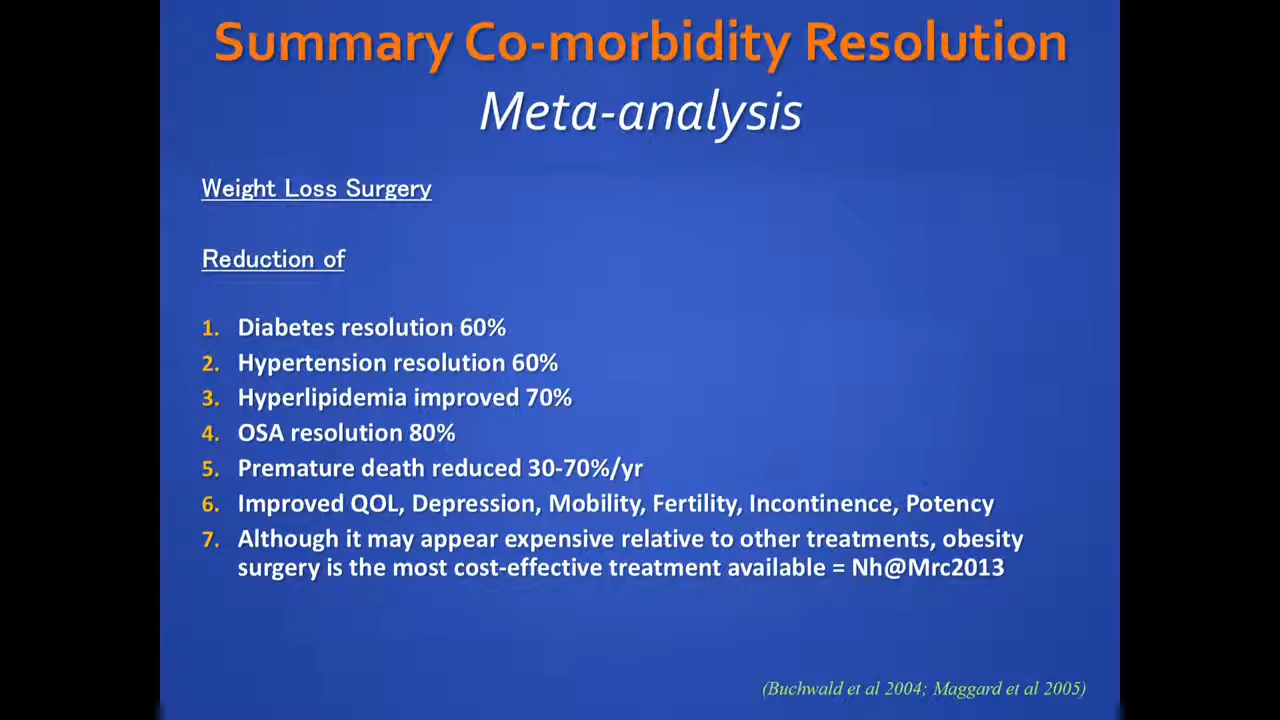 Summary Co-morbidity Resolution
Meta-analysis
Weight Loss Surgery
Reduction of
1. Diabetes resolution 60%
2. Hypertension resolution 60%
3. Hyperlipidemia improved 70%
4. OSA resolution 80%
5. Premature death reduced 30-70%/yr
6. Improved QOL, Depression, Mobility, Fertility, Incontinence, Potency
7. Although it may appear expensive relative to other treatments, obesity
surgery is the most cost-effective treatment available = Nh@Mrc2013
(Buchwald et al 2004; Maggard et al 2005)